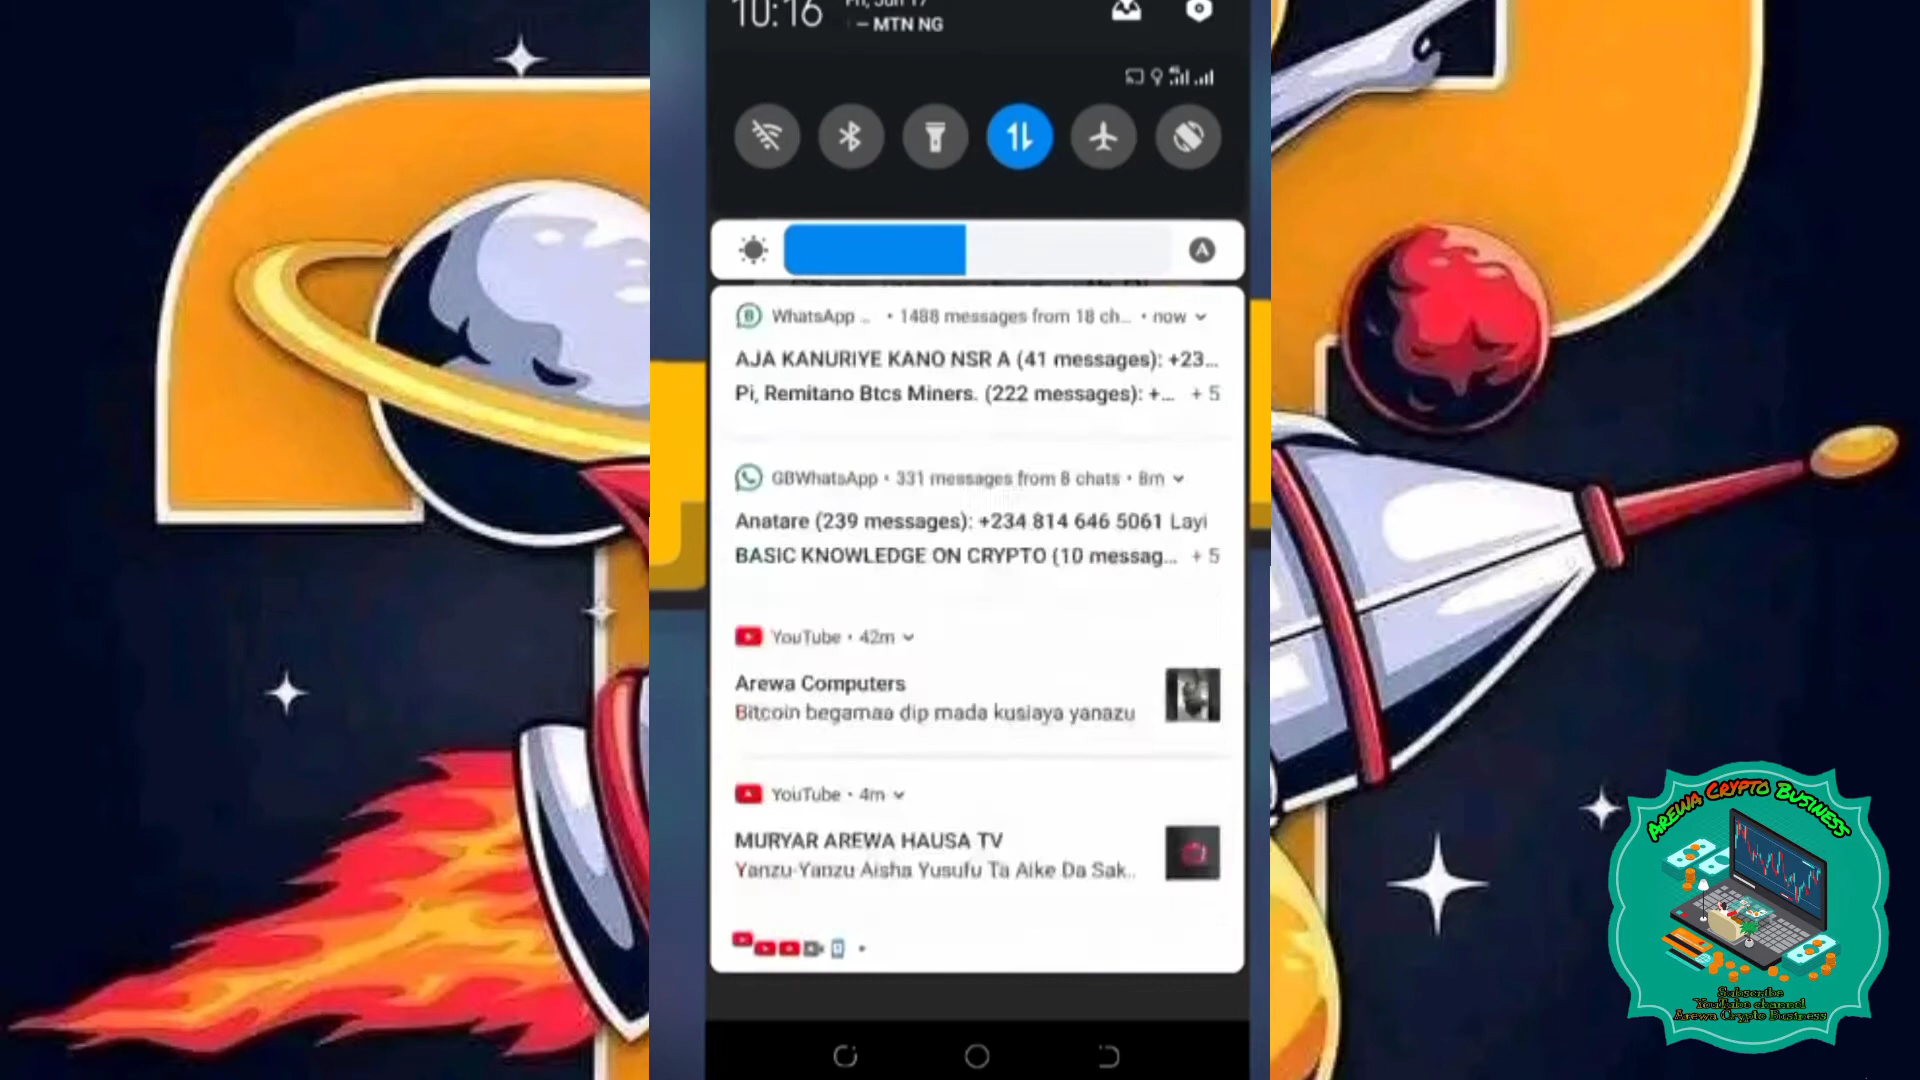 10:16
Fri, Jun 17
— MTN NG
WhatsApp ... • 1488 messages from 18 ch... • now
AJA KANURIYE KANO NSR A (41 messages): +23...
Pi, Remitano Btcs Miners. (222 messages): +... + 5
GBWhatsApp • 331 messages from 8 chats • 8m
Anatare (239 messages): +234 814 646 5061 Layi
BASIC KNOWLEDGE ON CRYPTO (10 messag... + 5
YouTube • 42m
Arewa Computers
Bitcoin begamaa dip mada kusiaya yanazu
YouTube • 4m
MURYAR AREWA HAUSA TV
Yanzu-Yanzu Aisha Yusufu Ta Aike Da Sak..
Arewa Crypto Business
Subscribe
YouTube channel
Arewa Crypto Business